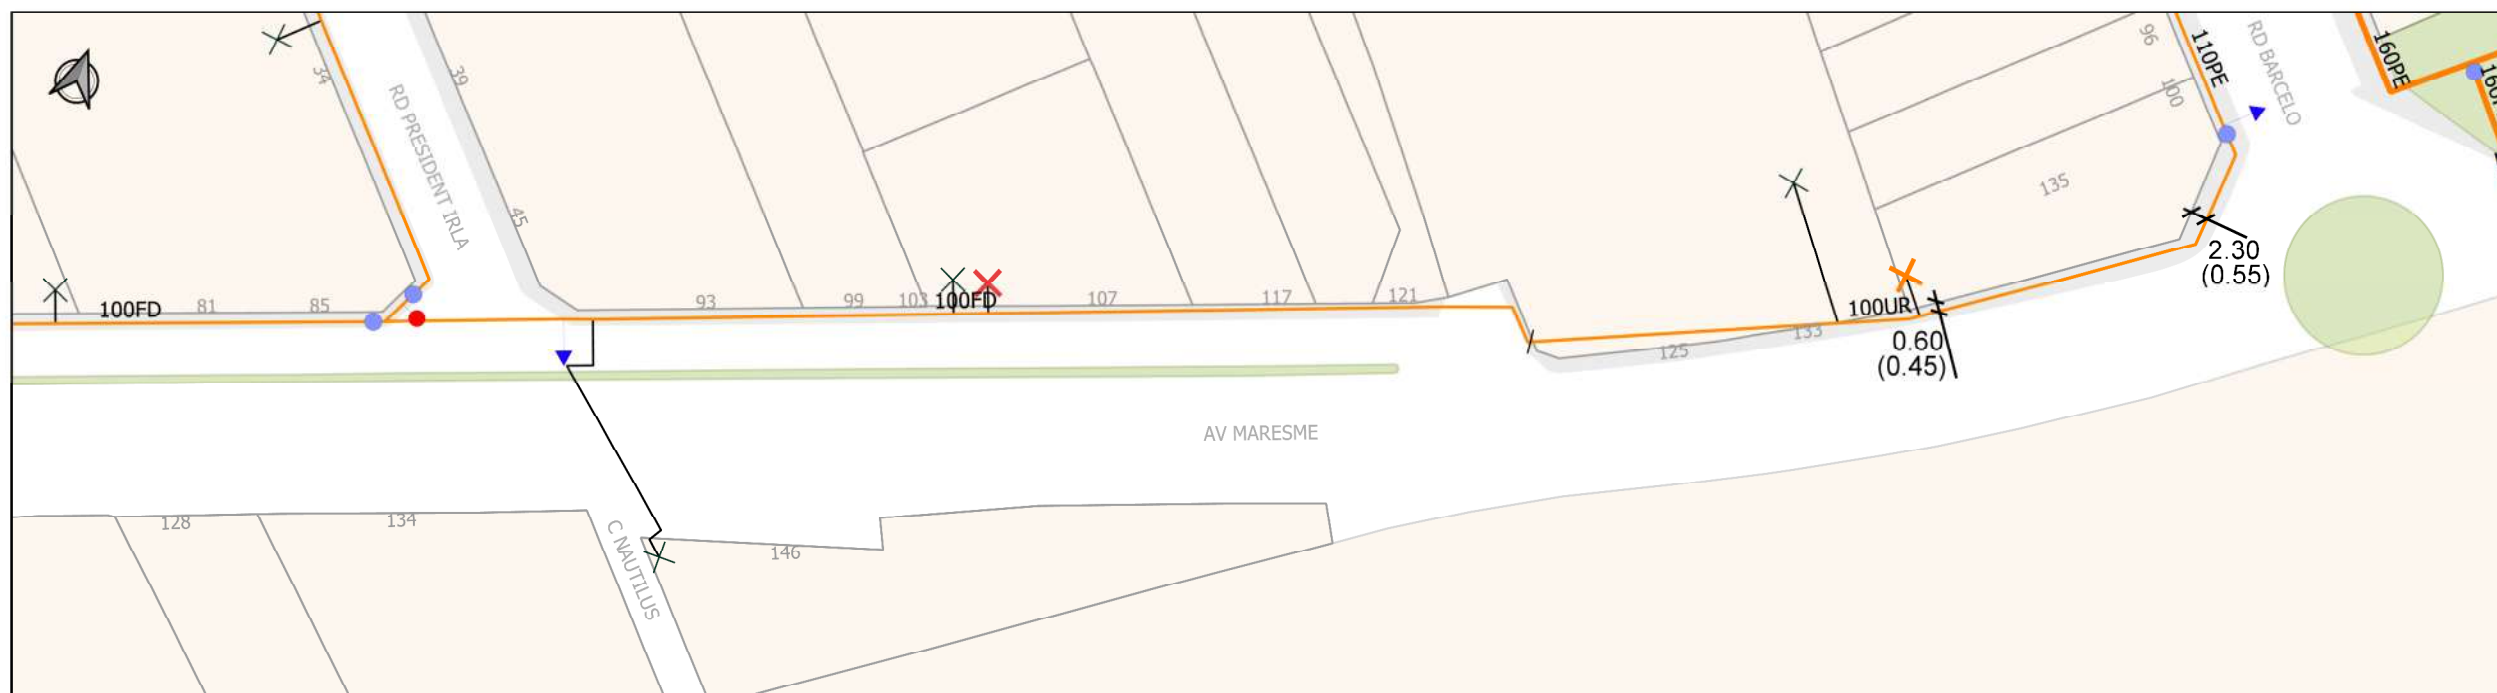 34
39
RD PRESIDENT IRLA
45
96
100
110PE
RD BARCELO
160PE
135
2.30
(0.55)
100FD
81
85
93
99
103
100FD
107
117
121
125
133
100UR
0.60
(0.45)
AV MARESME
128
134
C NAUTILUS
146